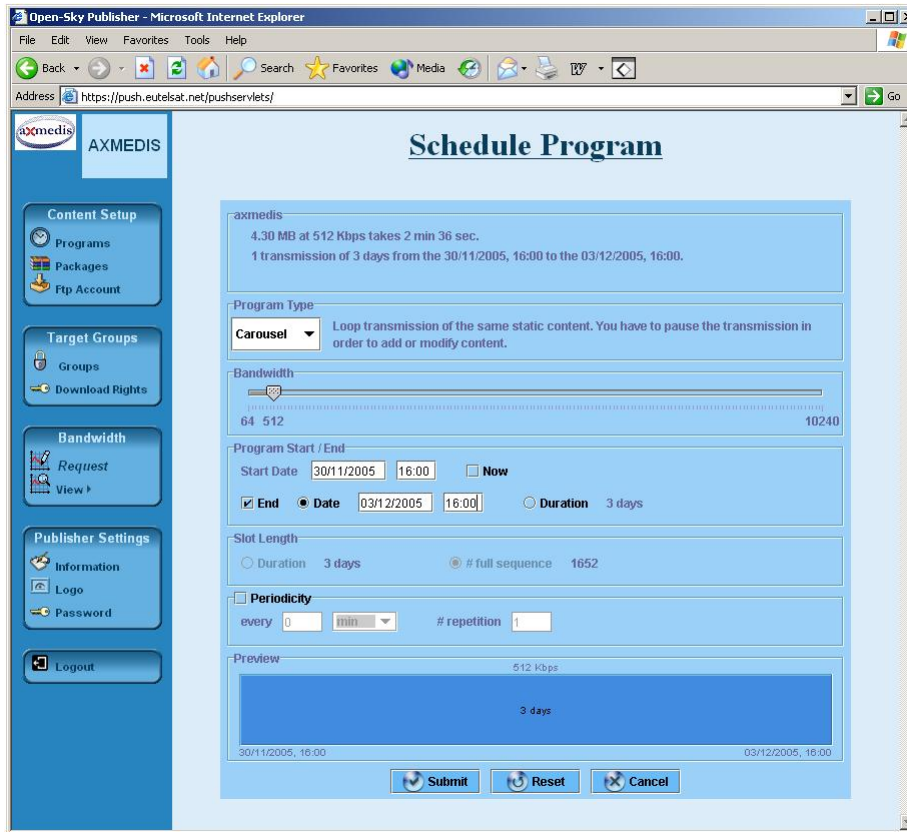 Open-Sky Publisher - Microsoft Internet Explorer
File Edit View Favorites Tools Help
Back Search Favorites Media
Address https://push.eutelsat.net/pushservlets/ Go
axmedis
AXMEDIS
Schedule Program
Content Setup
Programs
Packages
Ftp Account
Target Groups
Groups
Download Rights
Bandwidth
Request
View
Publisher Settings
Information
Logo
Password
Logout
axmedis
4.30 MB at 512 Kbps takes 2 min 36 sec.
1 transmission of 3 days from the 30/11/2005, 16:00 to the 03/12/2005, 16:00.
Program Type
Carousel
Loop transmission of the same static content. You have to pause the transmission in
order to add or modify content.
Bandwidth
64 512 10240
Program Start / End
Start Date 30/11/2005 16:00 Now
End Date 03/12/2005 16:00 Duration 3 days
Slot Length
Duration 3 days # full sequence 1652
Periodicity
every 0 min # repetition 1
Preview
512 Kbps
3 days
30/11/2005, 16:00 03/12/2005, 16:00
Submit Reset Cancel